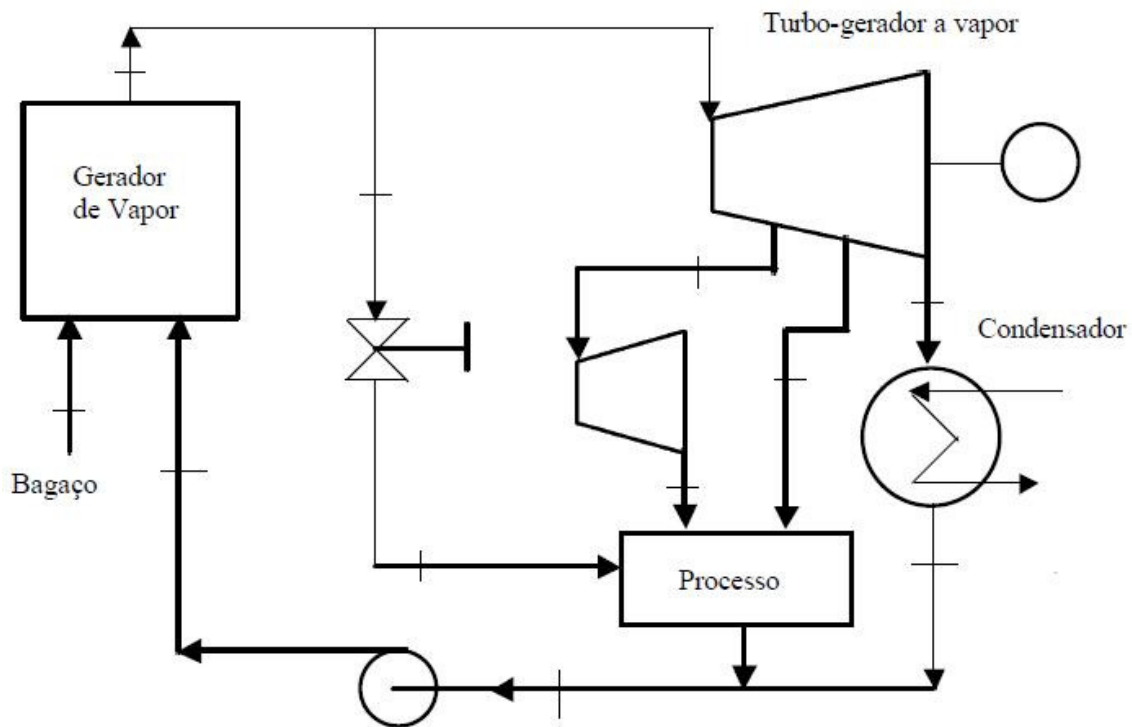 Turbo-gerador a vapor
Gerador
de Vapor
Condensador
Bagaço
Processo